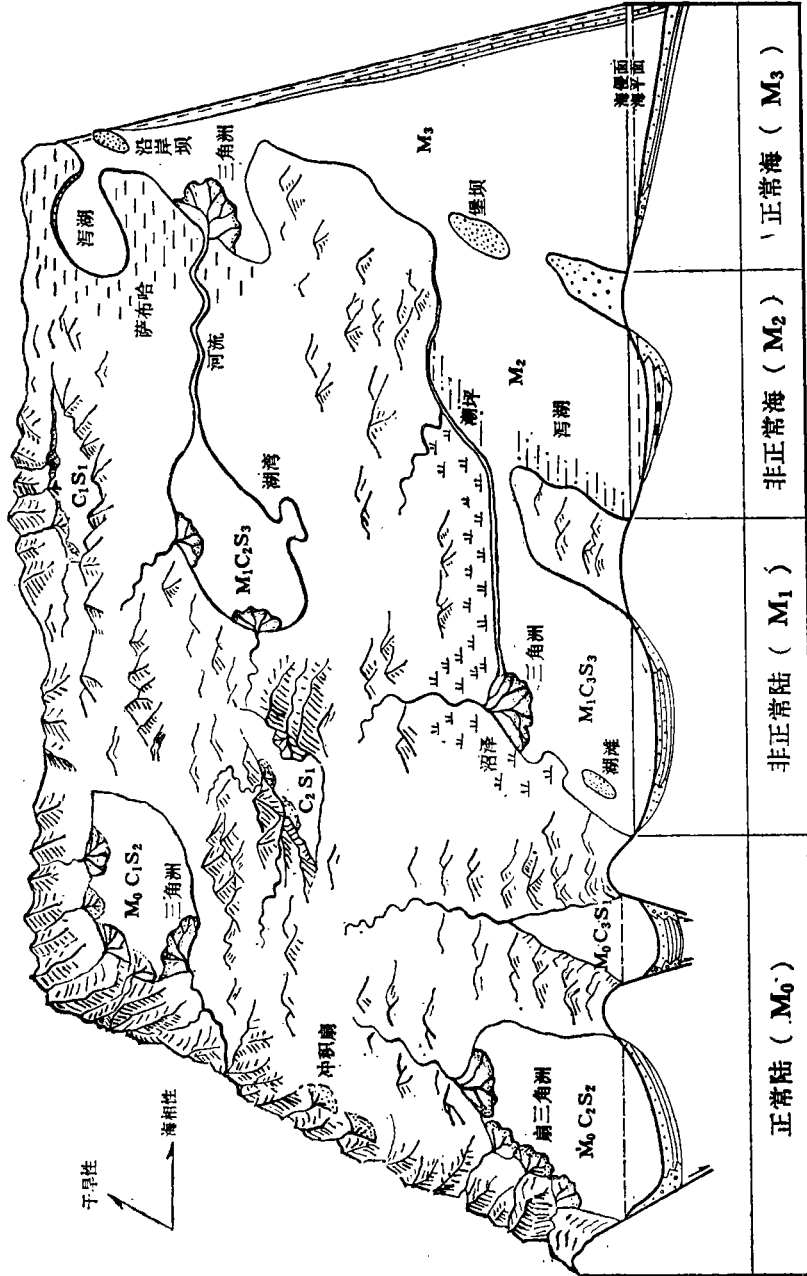 干旱性
海相性
C₁S₁
泻湖
沿岸坝
萨布哈
三角洲
河流
M₀C₁S₂
三角洲
M₁C₂S₃
湖湾
C₂S₁
冲积扇
M₃
堡坝
潮坪
M₂
泻湖
沼泽
三角洲
M₁C₃S₃
湖滩
扇三角洲
M₀C₂S₂
M₀C₃S₁
海侵面
海平面
正常陆（M₀）
非正常陆（M₁）
非正常海（M₂）
正常海（M₃）